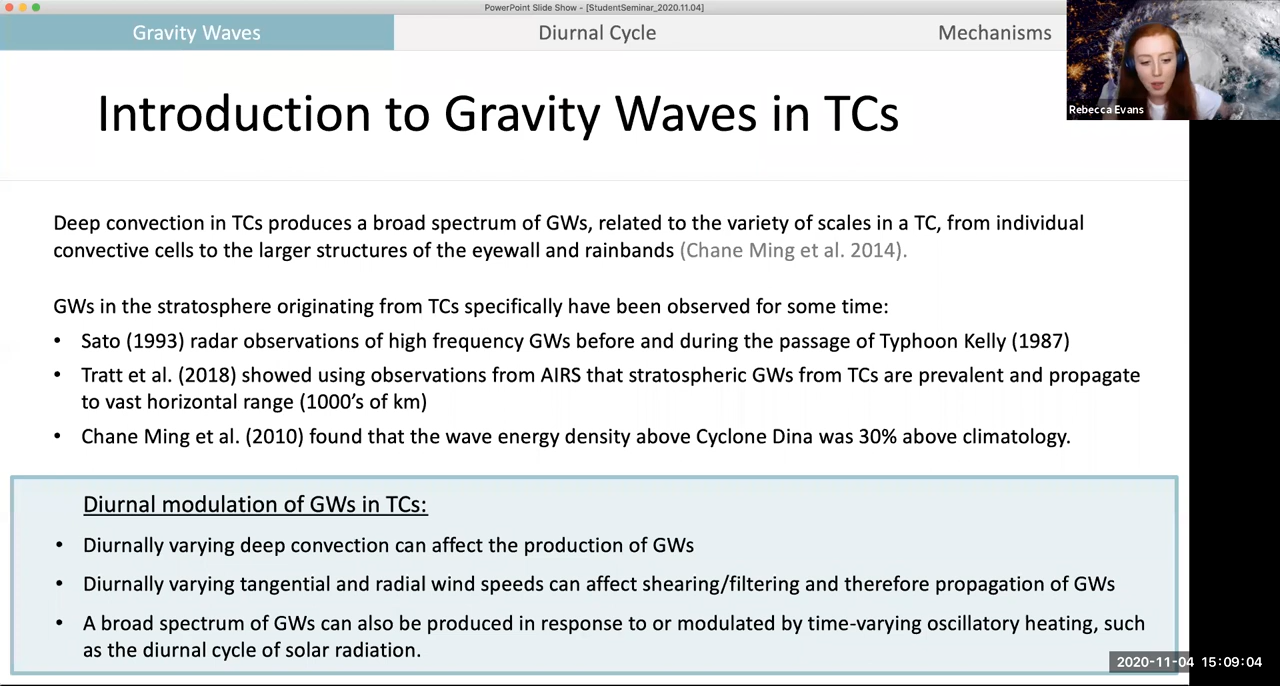 PowerPoint Slide Show - [StudentSeminar_2020.11.04]
Gravity Waves
Diurnal Cycle
Mechanisms
Rebecca Evans
Introduction to Gravity Waves in TCs
Deep convection in TCs produces a broad spectrum of GWs, related to the variety of scales in a TC, from individual
convective cells to the larger structures of the eyewall and rainbands (Chane Ming et al. 2014).
GWs in the stratosphere originating from TCs specifically have been observed for some time:
• Sato (1993) radar observations of high frequency GWs before and during the passage of Typhoon Kelly (1987)
• Tratt et al. (2018) showed using observations from AIRS that stratospheric GWs from TCs are prevalent and propagate
to vast horizontal range (1000’s of km)
• Chane Ming et al. (2010) found that the wave energy density above Cyclone Dina was 30% above climatology.
Diurnal modulation of GWs in TCs:
• Diurnally varying deep convection can affect the production of GWs
• Diurnally varying tangential and radial wind speeds can affect shearing/filtering and therefore propagation of GWs
• A broad spectrum of GWs can also be produced in response to or modulated by time-varying oscillatory heating, such
as the diurnal cycle of solar radiation.
2020-11-04 15:09:04